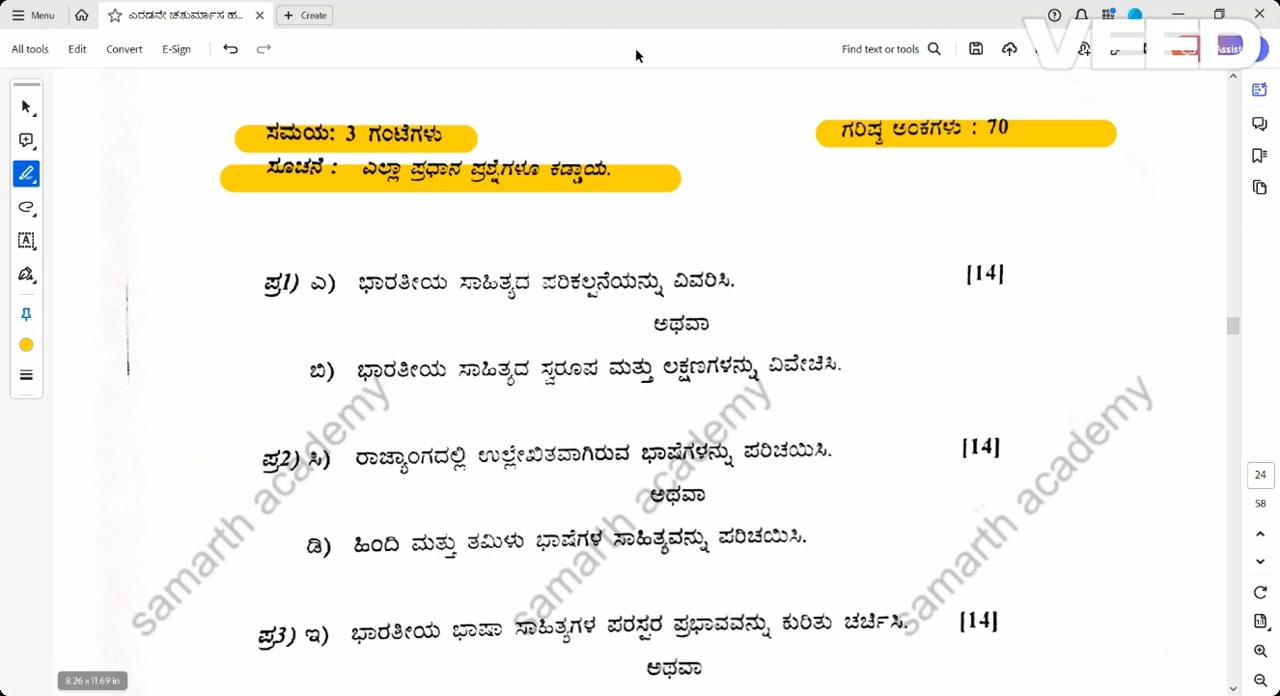 Menu
ಎರಡನೇ ಚತುರ್ಮಾಸ ಹ...
+ Create
All tools Edit Convert E-Sign
Find text or tools
Assist
VEED
ಸಮಯ: 3 ಗಂಟೆಗಳು ಗರಿಷ್ಠ ಅಂಕಗಳು : 70
ಸೂಚನೆ : ಎಲ್ಲಾ ಪ್ರಧಾನ ಪ್ರಶ್ನೆಗಳೂ ಕಡ್ಡಾಯ.
ಪ್ರ1) ಎ) ಭಾರತೀಯ ಸಾಹಿತ್ಯದ ಪರಿಕಲ್ಪನೆಯನ್ನು ವಿವರಿಸಿ. [14]
ಅಥವಾ
ಬಿ) ಭಾರತೀಯ ಸಾಹಿತ್ಯದ ಸ್ವರೂಪ ಮತ್ತು ಲಕ್ಷಣಗಳನ್ನು ವಿವೇಚಿಸಿ.
ಪ್ರ2) ಸಿ) ರಾಜ್ಯಾಂಗದಲ್ಲಿ ಉಲ್ಲೇಖಿತವಾಗಿರುವ ಭಾಷೆಗಳನ್ನು ಪರಿಚಯಿಸಿ. [14]
ಅಥವಾ
ಡಿ) ಹಿಂದಿ ಮತ್ತು ತಮಿಳು ಭಾಷೆಗಳ ಸಾಹಿತ್ಯವನ್ನು ಪರಿಚಯಿಸಿ.
ಪ್ರ3) ಇ) ಭಾರತೀಯ ಭಾಷಾ ಸಾಹಿತ್ಯಗಳ ಪರಸ್ಪರ ಪ್ರಭಾವವನ್ನು ಕುರಿತು ಚರ್ಚಿಸಿ. [14]
ಅಥವಾ
samarth academy
samarth academy
samarth academy
24
58
8.26 x 11.69 in